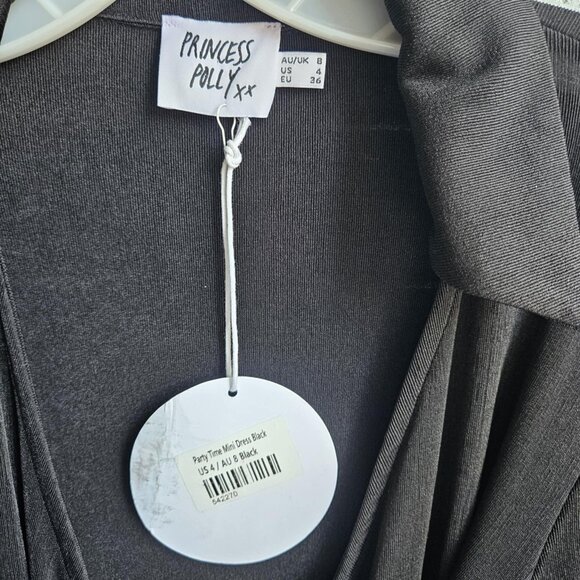 PRINCESS
POLLY xx
AU/UK 8
US 4
EU 36
Party Time Mini Dress Black
US 4 / AU 8 Black
542270